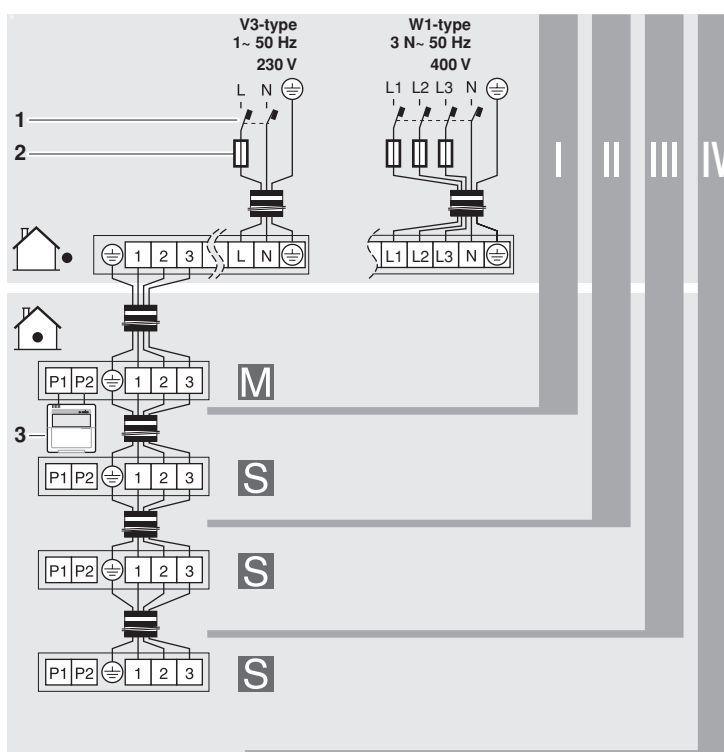 V3-type W1-type
1~ 50 Hz 3 N~ 50 Hz
230 V 400 V
L N L1 L2 L3 N
1
2
I II III IV
1 2 3 L N L1 L2 L3 N
P1 P2 1 2 3 M
3
P1 P2 1 2 3 S
P1 P2 1 2 3 S
P1 P2 1 2 3 S